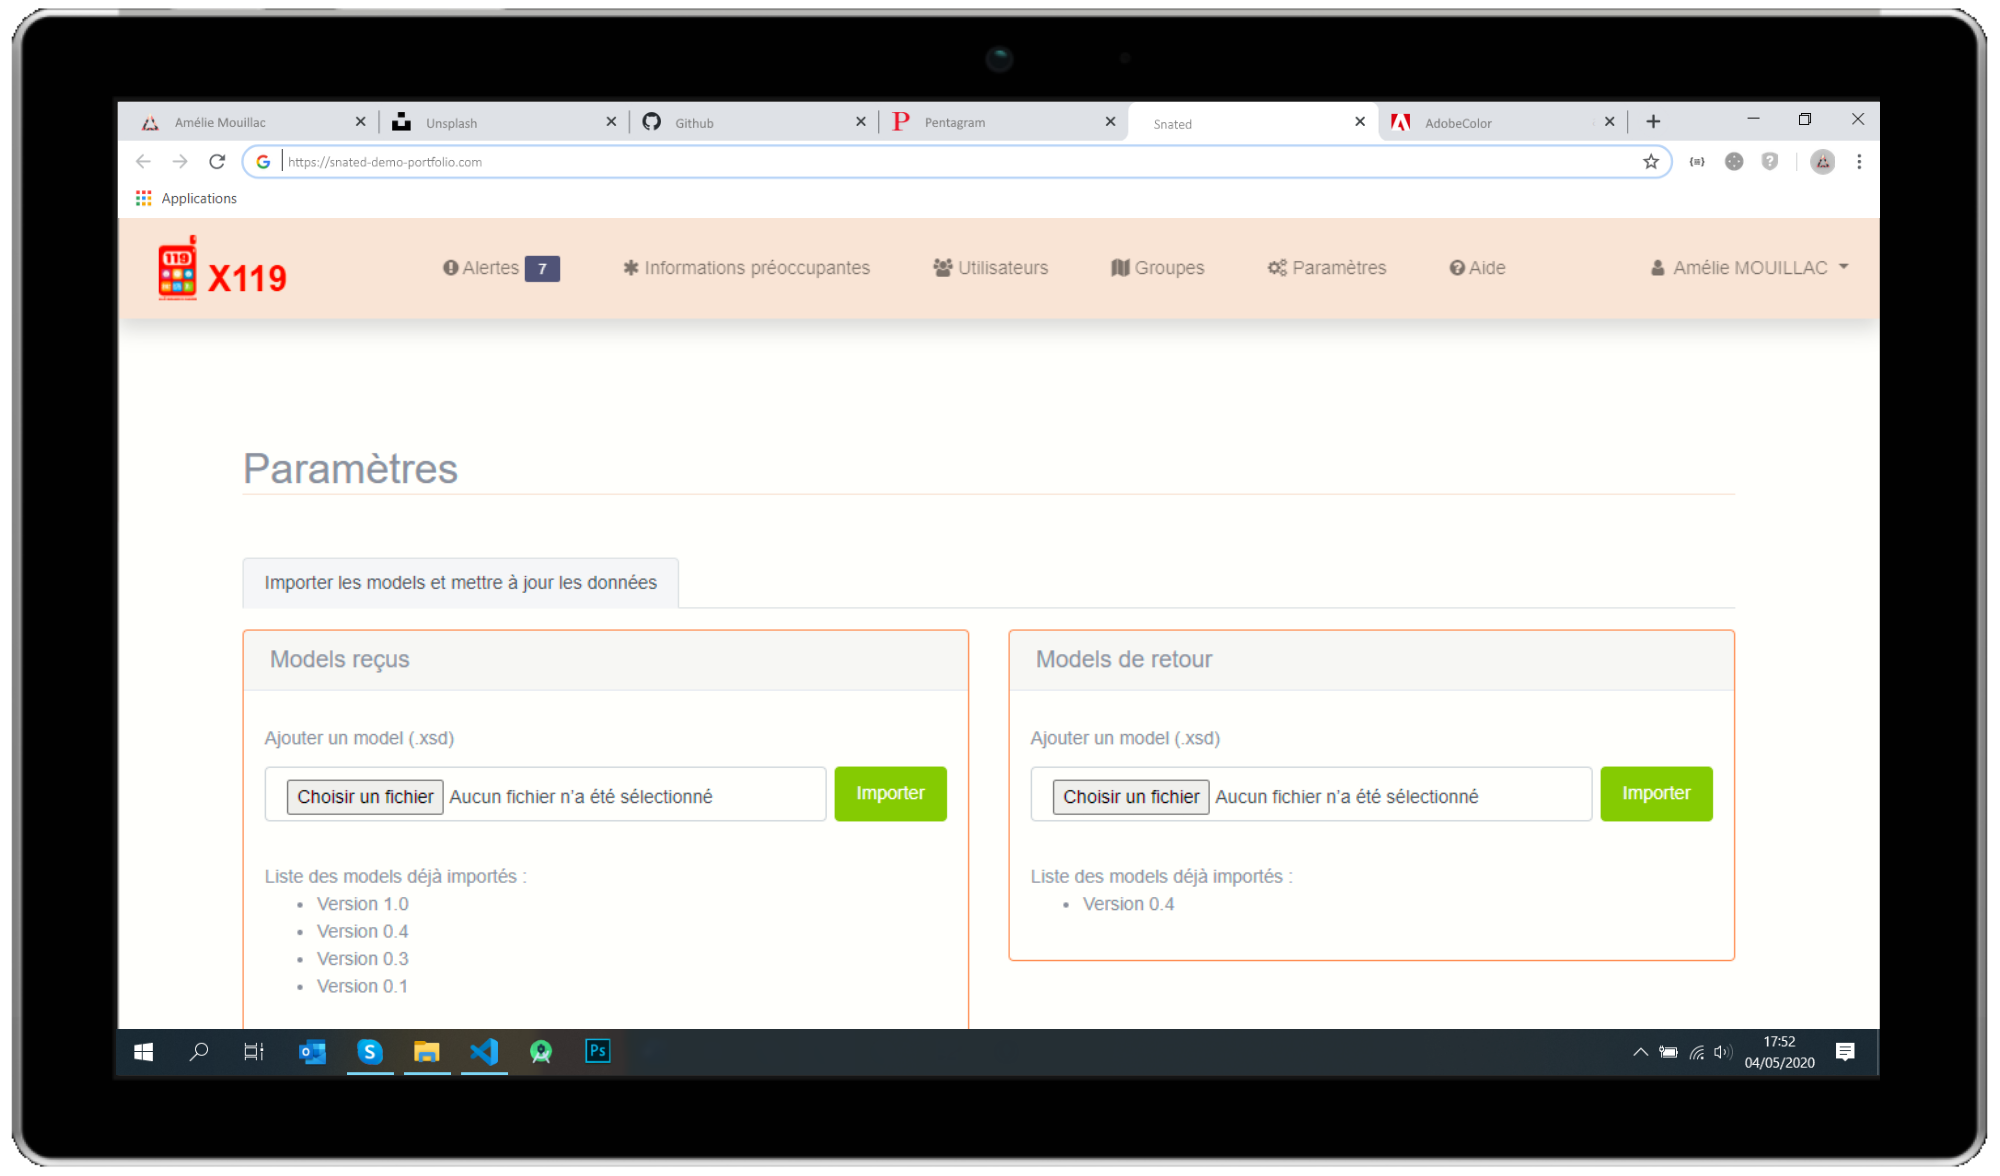 Amélie Mouillac
Unsplash
Github
P Pentagram
Snated
AdobeColor
https://snated-demo-portfolio.com
Applications
119 X119
Alertes 7
Informations préoccupantes
Utilisateurs
Groupes
Paramètres
Aide
Amélie MOUILLAC
Paramètres
Importer les models et mettre à jour les données
Models reçus
Ajouter un model (.xsd)
Choisir un fichier Aucun fichier n'a été sélectionné
Importer
Liste des models déjà importés :
• Version 1.0
• Version 0.4
• Version 0.3
• Version 0.1
Models de retour
Ajouter un model (.xsd)
Choisir un fichier Aucun fichier n'a été sélectionné
Importer
Liste des models déjà importés :
• Version 0.4
Ps
17:52
04/05/2020